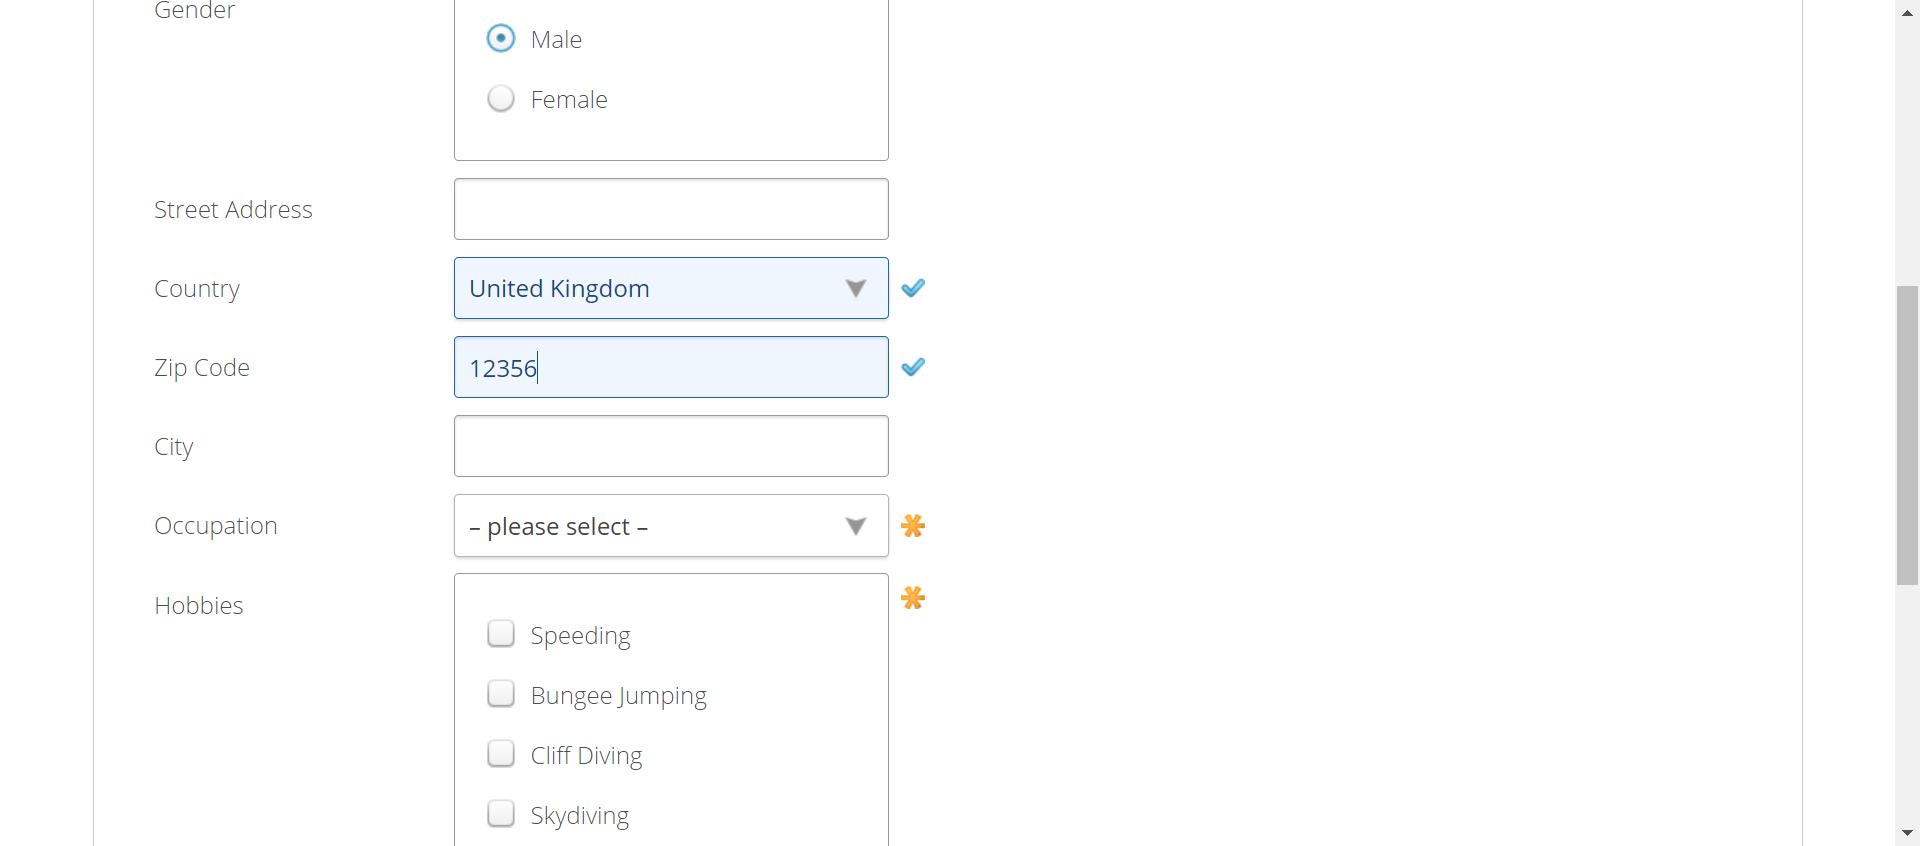 Gender
Male
Female
Street Address
Country
United Kingdom
Zip Code
12356
City
Occupation
– please select –
Hobbies
Speeding
Bungee Jumping
Cliff Diving
Skydiving